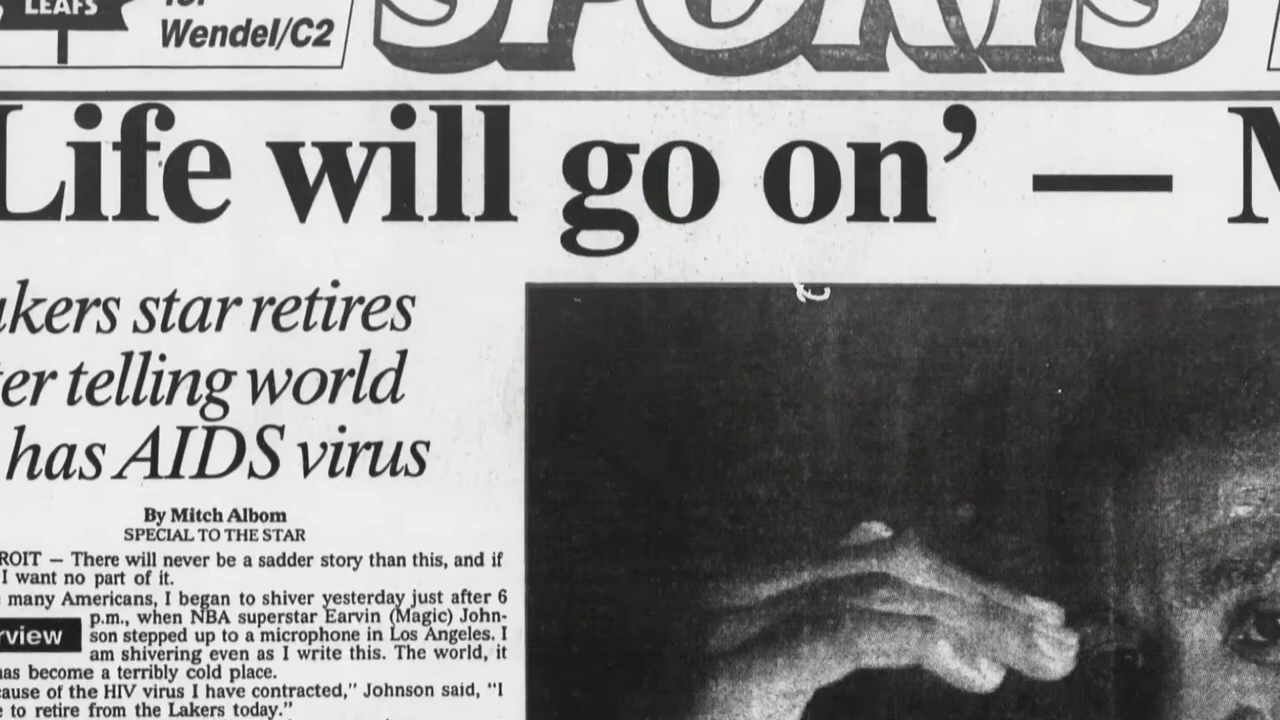 LEAFS
for
Wendel/C2
SPORTS
Life will go on’ —
akers star retires
er telling world
has AIDS virus
By Mitch Albom
SPECIAL TO THE STAR
ROIT — There will never be a sadder story than this, and if
I want no part of it.
many Americans, I began to shiver yesterday just after 6
p.m., when NBA superstar Earvin (Magic) John-
rview
son stepped up to a microphone in Los Angeles. I
am shivering even as I write this. The world, it
has become a terribly cold place.
cause of the HIV virus I have contracted,” Johnson said, “I
e to retire from the Lakers today.”